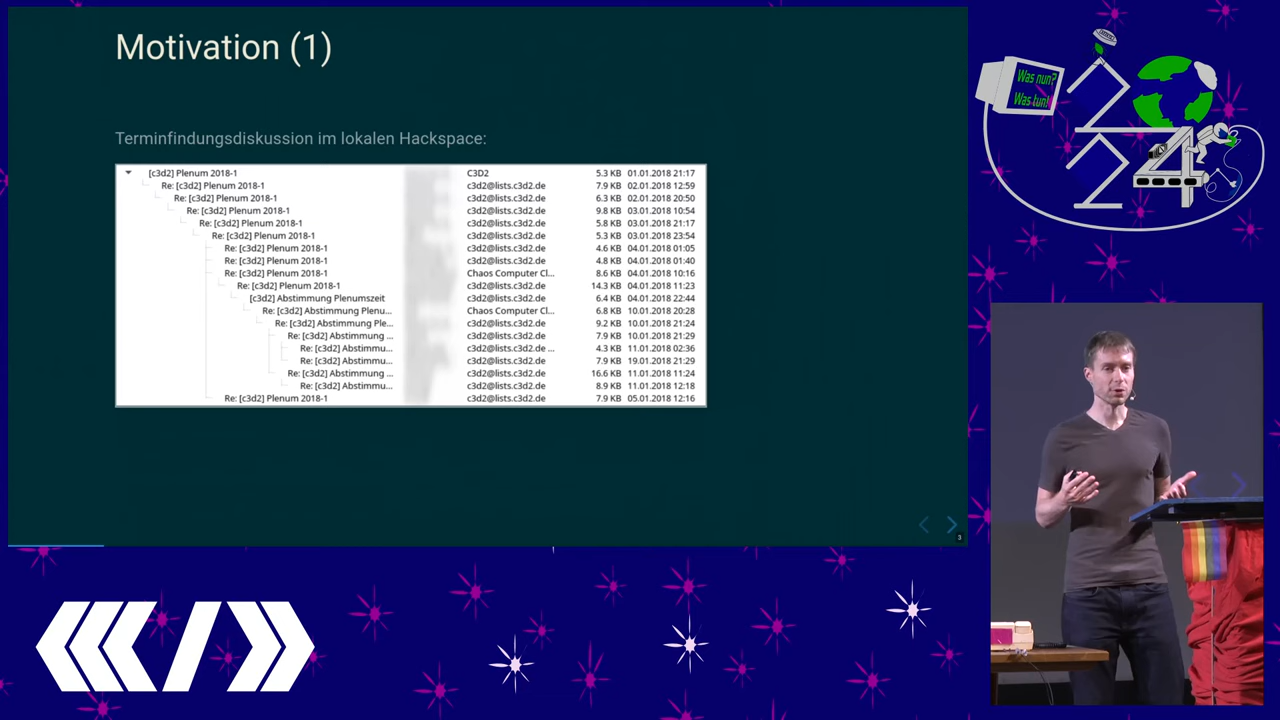 Motivation (1)
Terminfindungsdiskussion im lokalen Hackspace:
[c3d2] Plenum 2018-1 C3D2 5.3 KB 01.01.2018 21:17
Re: [c3d2] Plenum 2018-1 c3d2@lists.c3d2.de 7.9 KB 02.01.2018 12:59
Re: [c3d2] Plenum 2018-1 c3d2@lists.c3d2.de 6.3 KB 02.01.2018 20:50
Re: [c3d2] Plenum 2018-1 c3d2@lists.c3d2.de 9.8 KB 03.01.2018 10:54
Re: [c3d2] Plenum 2018-1 c3d2@lists.c3d2.de 5.8 KB 03.01.2018 21:17
Re: [c3d2] Plenum 2018-1 c3d2@lists.c3d2.de 5.3 KB 03.01.2018 23:54
Re: [c3d2] Plenum 2018-1 c3d2@lists.c3d2.de 4.6 KB 04.01.2018 01:05
Re: [c3d2] Plenum 2018-1 c3d2@lists.c3d2.de 4.8 KB 04.01.2018 01:40
Re: [c3d2] Plenum 2018-1 Chaos Computer Cl... 8.6 KB 04.01.2018 10:16
Re: [c3d2] Plenum 2018-1 c3d2@lists.c3d2.de 14.3 KB 04.01.2018 11:23
[c3d2] Abstimmung Plenumszeit c3d2@lists.c3d2.de 6.4 KB 04.01.2018 22:44
Re: [c3d2] Abstimmung Plenu... Chaos Computer Cl... 6.8 KB 10.01.2018 20:28
Re: [c3d2] Abstimmung Ple... c3d2@lists.c3d2.de 9.2 KB 10.01.2018 21:24
Re: [c3d2] Abstimmung ... c3d2@lists.c3d2.de 7.9 KB 10.01.2018 21:29
Re: [c3d2] Abstimmu... c3d2@lists.c3d2.de ... 4.3 KB 11.01.2018 02:36
Re: [c3d2] Abstimmu... c3d2@lists.c3d2.de 7.9 KB 19.01.2018 21:29
Re: [c3d2] Abstimmung ... c3d2@lists.c3d2.de 16.6 KB 11.01.2018 11:24
Re: [c3d2] Abstimmu... c3d2@lists.c3d2.de 8.9 KB 11.01.2018 12:18
Re: [c3d2] Plenum 2018-1 c3d2@lists.c3d2.de 7.9 KB 05.01.2018 12:16
3
Was nun?
Was tun!